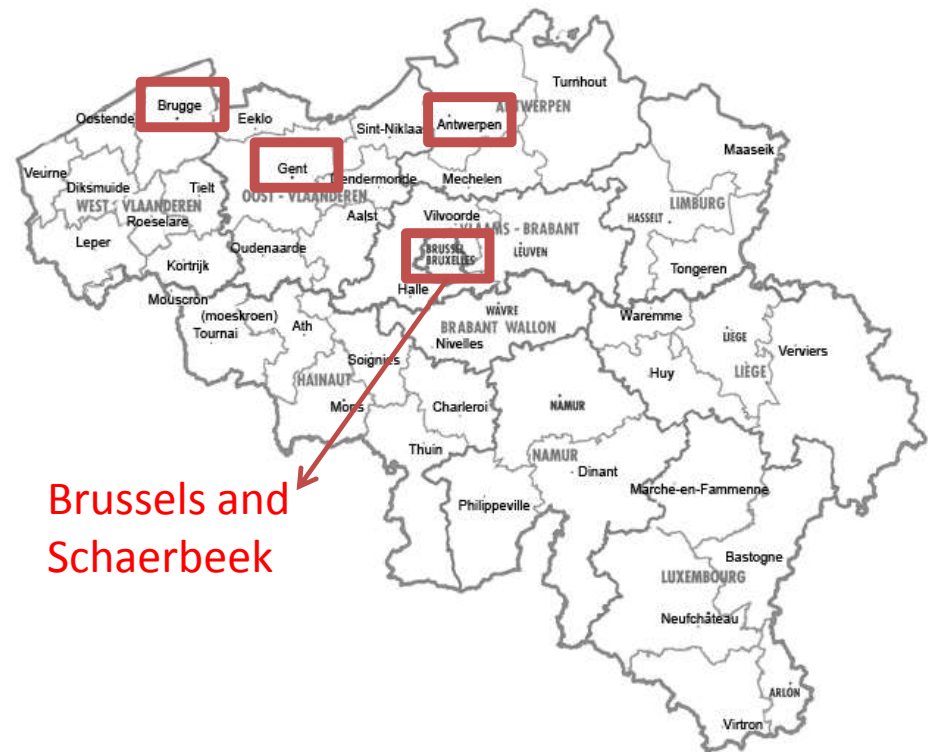 Turnhout
Brugge
ANTWERPEN
Oostende
Eeklo
Sint-Niklaa
Antwerpen
Maaseik
Veurne
Gent
Dendermonde
Mechelen
Diksmuide
Tielt
WEST - VLAANDEREN
OOST - VLAANDEREN
LIMBURG
Roeselare
Aalst
Vilvoorde
HASSELT
VLAAMS - BRABANT
Leper
Oudenaarde
BRUSSEL
BRUXELLES
LEUVEN
Kortrijk
Tongeren
Halle
Mouscron
(moeskroen)
Tournai
Ath
WAVRE
BRABANT WALLON
Waremme
Nivelles
LIÈGE
Verviers
Soignies
Huy
LIÈGE
HAINAUT
Mons
Charleroi
NAMUR
Thuin
NAMUR
Dinant
Marche-en-Fammenne
Philippeville
Brussels and
Schaerbeek
Bastogne
LUXEMBOURG
Neufchâteau
ARLON
Virtron